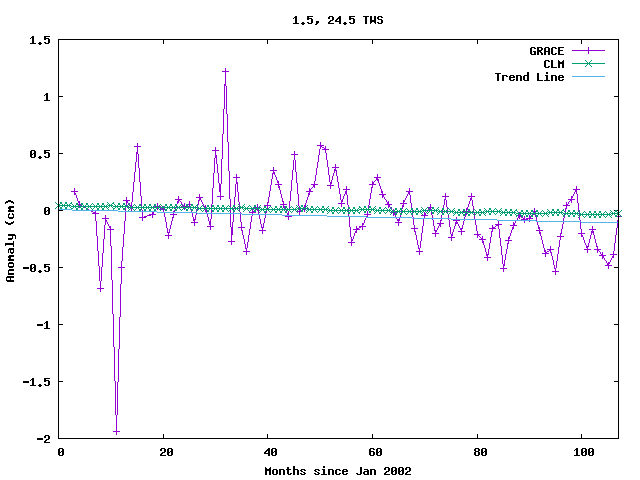 1.5, 24.5 TWS
GRACE
CLM
Trend Line
1.5
1
0.5
0
-0.5
-1
-1.5
-2
Anomaly (cm)
0 20 40 60 80 100
Months since Jan 2002